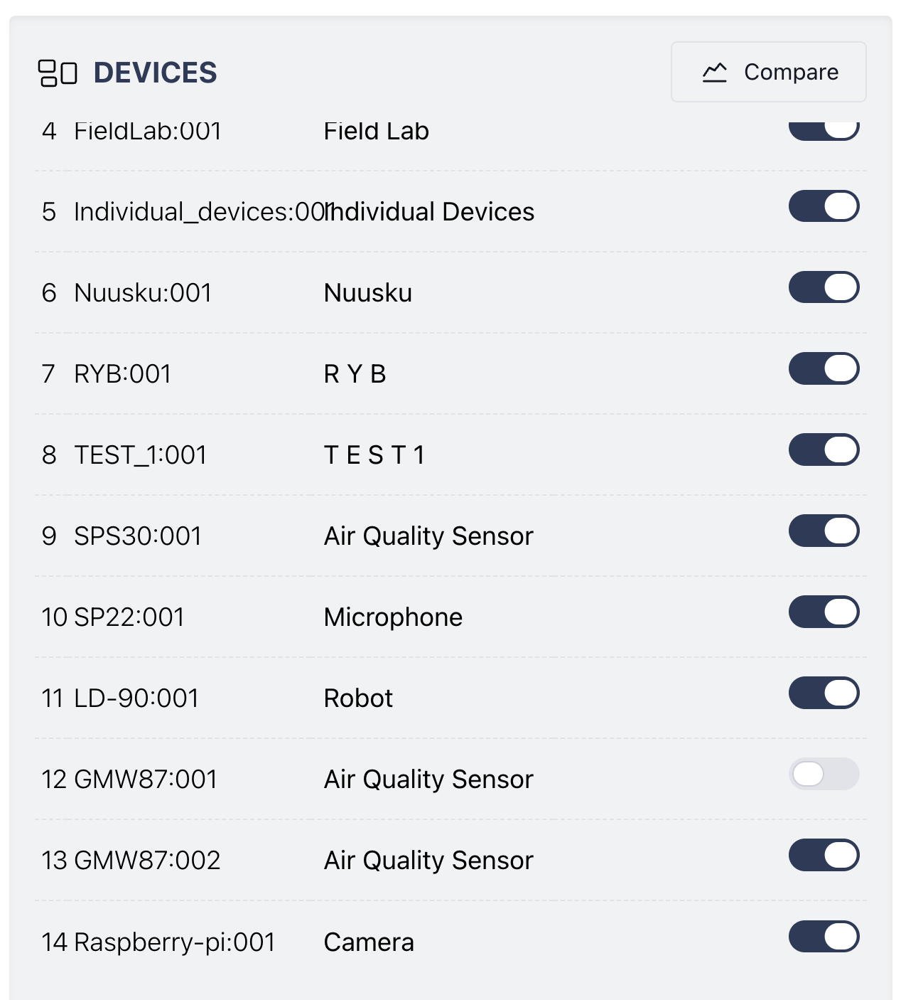 DEVICES
Compare
4 FieldLab:001 Field Lab
5 Individual_devices:001 Individual Devices
6 Nuusku:001 Nuusku
7 RYB:001 R Y B
8 TEST_1:001 T E S T 1
9 SPS30:001 Air Quality Sensor
10 SP22:001 Microphone
11 LD-90:001 Robot
12 GMW87:001 Air Quality Sensor
13 GMW87:002 Air Quality Sensor
14 Raspberry-pi:001 Camera